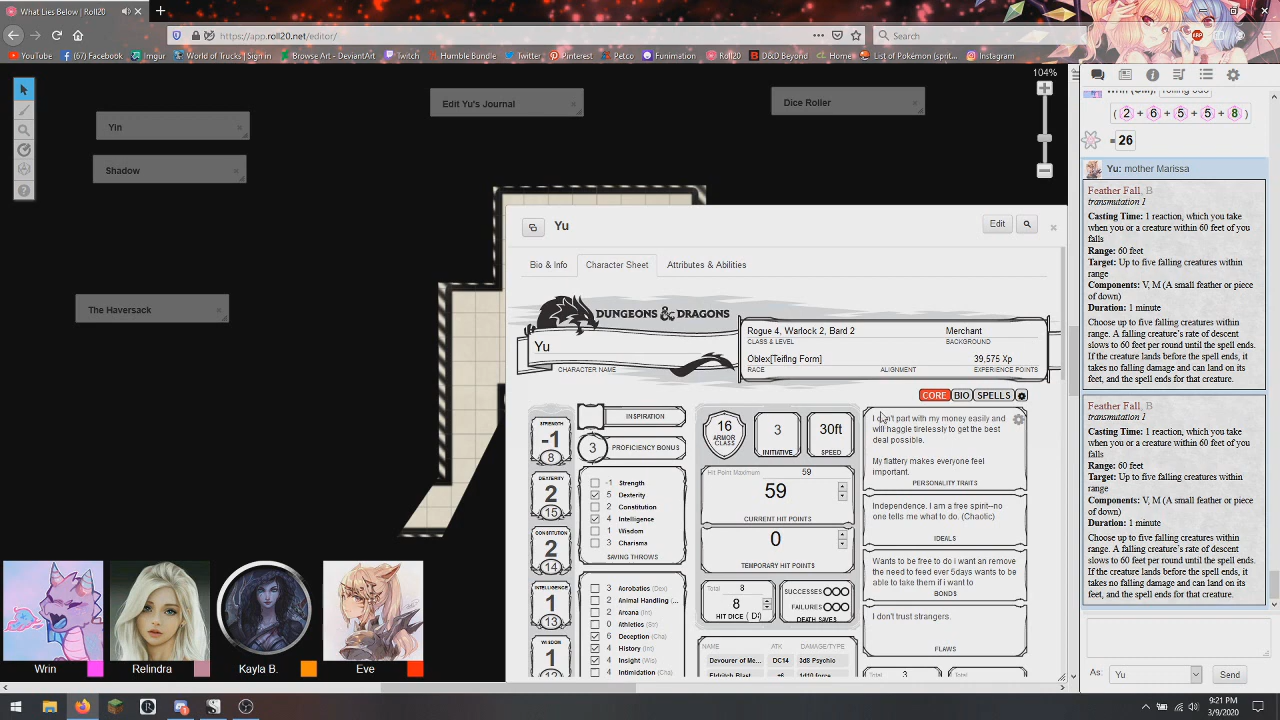 What Lies Below | Roll20
https://app.roll20.net/editor/
Search
YouTube
(67) Facebook
Imgur
World of Trucks | Sign in
Browse Art - DeviantArt
Twitch
Humble Bundle
Twitter
Pinterest
Petco
Funimation
Roll20
D&D Beyond
Home
List of Pokémon (sprit...
Instagram
104%
Yin
Shadow
The Haversack
Edit Yu's Journal
Dice Roller
Yu
Edit
Bio & Info
Character Sheet
Attributes & Abilities
DUNGEONS & DRAGONS
Yu
CHARACTER NAME
Rogue 4, Warlock 2, Bard 2
Merchant
CLASS & LEVEL
BACKGROUND
Oblex[Teifing Form]
39,575 Xp
RACE
ALIGNMENT
EXPERIENCE POINTS
CORE
BIO
SPELLS
STRENGTH
-1
8
DEXTERITY
2
15
CONSTITUTION
2
14
INTELLIGENCE
1
13
WISDOM
1
INSPIRATION
3
PROFICIENCY BONUS
-1 Strength
5 Dexterity
2 Constitution
4 Intelligence
1 Wisdom
3 Charisma
SAVING THROWS
3 Acrobatics (Dex)
2 Animal Handling (...
2 Arcana (Int)
0 Athletics (Str)
6 Deception (Cha)
4 History (Int)
4 Insight (Wis)
4 Intimidation (Cha)
16
ARMOR
CLASS
3
INITIATIVE
30ft
SPEED
Hit Point Maximum 59
59
CURRENT HIT POINTS
0
TEMPORARY HIT POINTS
Total 8
8
HIT DICE
SUCCESSES
FAILURES
DEATH SAVES
NAME ATK DAMAGE/TYPE
Devourer of Me... DC14 3d8 Psychic
Eldritch Blast +6 1d10 force
I don't part with my money easily and
will haggle tirelessly to get the best
deal possible.
My flattery makes everyone feel
important.
PERSONALITY TRAITS
Independence. I am a free spirit--no
one tells me what to do. (Chaotic)
IDEALS
Wants to be free do i want an remove
the need to feed ever 5days wants to be
able to take them if i want to
BONDS
I don't trust strangers.
FLAWS
Total 3
Wrin
Relindra
Kayla B.
Eve
Wrin (GM): rolling 5d8
( 2 + 6 + 5 + 5 + 8 )
= 26
Yu: mother Marissa
Feather Fall, B
transmutation 1
Casting Time: 1 reaction, which you take
when you or a creature within 60 feet of you
falls
Range: 60 feet
Target: Up to five falling creatures within
range
Components: V, M (A small feather or piece
of down)
Duration: 1 minute
Choose up to five falling creatures within
range. A falling creature's rate of descent
slows to 60 feet per round until the spell ends.
If the creature lands before the spell ends, it
takes no falling damage and can land on its
feet, and the spell ends for that creature.
Feather Fall, B
transmutation 1
Casting Time: 1 reaction, which you take
when you or a creature within 60 feet of you
falls
Range: 60 feet
Target: Up to five falling creatures within
range
Components: V, M (A small feather or piece
of down)
Duration: 1 minute
Choose up to five falling creatures within
range. A falling creature's rate of descent
slows to 60 feet per round until the spell ends.
If the creature lands before the spell ends, it
takes no falling damage and can land on its
feet, and the spell ends for that creature.
As:
Yu
Send
9:21 PM
3/9/2020